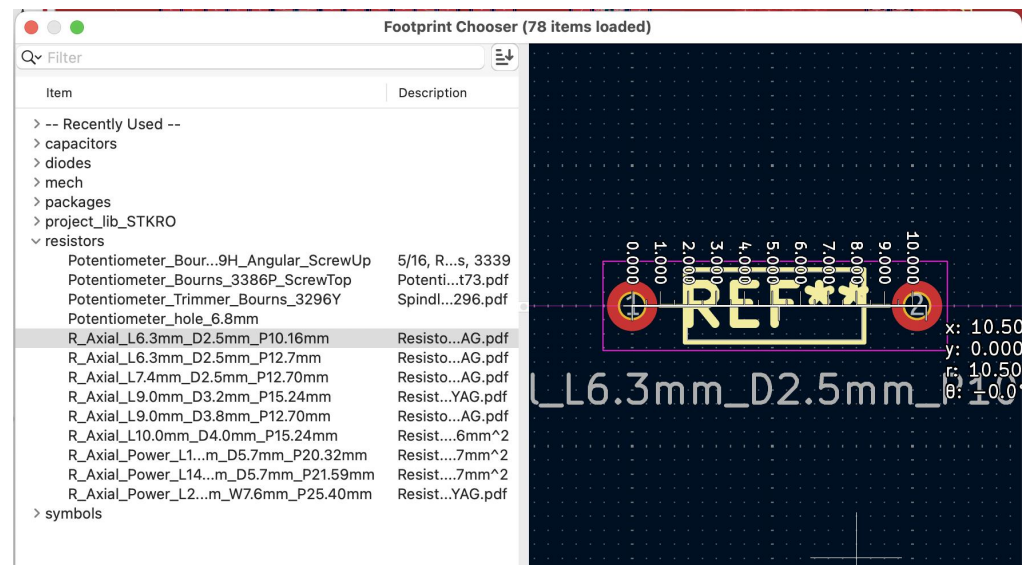 Footprint Chooser (78 items loaded)
Filter
Item Description
-- Recently Used --
capacitors
diodes
mech
packages
project_lib_STKRO
resistors
Potentiometer_Bour...9H_Angular_ScrewUp 5/16, R...s, 3339
Potentiometer_Bourns_3386P_ScrewTop Potenti...t73.pdf
Potentiometer_Trimmer_Bourns_3296Y Spindl...296.pdf
Potentiometer_hole_6.8mm
R_Axial_L6.3mm_D2.5mm_P10.16mm Resisto...AG.pdf
R_Axial_L6.3mm_D2.5mm_P12.7mm Resisto...AG.pdf
R_Axial_L7.4mm_D2.5mm_P12.70mm Resisto...AG.pdf
R_Axial_L9.0mm_D3.2mm_P15.24mm Resist...YAG.pdf
R_Axial_L9.0mm_D3.8mm_P12.70mm Resisto...AG.pdf
R_Axial_L10.0mm_D4.0mm_P15.24mm Resist....6mm^2
R_Axial_Power_L1...m_D5.7mm_P20.32mm Resist....7mm^2
R_Axial_Power_L14...m_D5.7mm_P21.59mm Resist....7mm^2
R_Axial_Power_L2...m_W7.6mm_P25.40mm Resist...YAG.pdf
symbols
0.000 1.000 2.000 3.000 4.000 5.000 6.000 7.000 8.000 9.000 10.000
1 REF** 2
x: 10.50
y: 0.000
r: 10.50
θ: -0.0°
L6.3mm_D2.5mm_P10